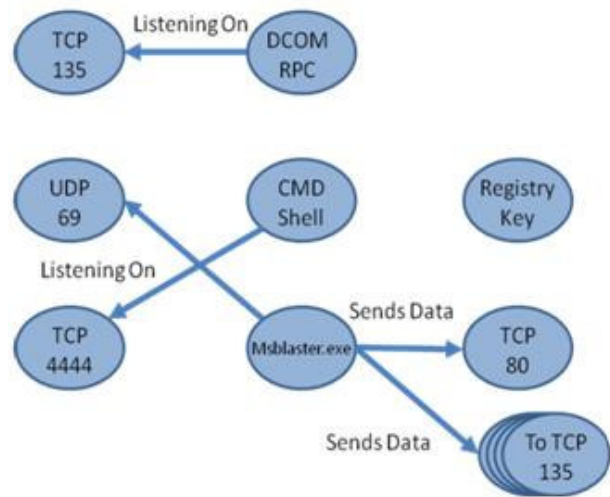 Listening On
TCP
135
DCOM
RPC
UDP
69
CMD
Shell
Registry
Key
Listening On
TCP
4444
Msblaster.exe
Sends Data
TCP
80
Sends Data
To TCP
135